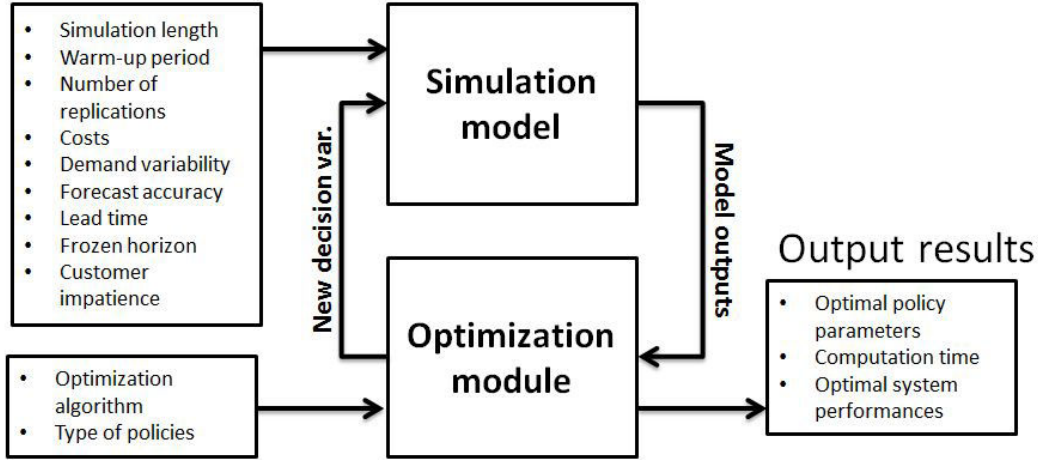 • Simulation length
• Warm-up period
• Number of
replications
• Costs
• Demand variability
• Forecast accuracy
• Lead time
• Frozen horizon
• Customer
impatience
• Optimization
algorithm
• Type of policies
New decision var.
Simulation
model
Model outputs
Optimization
module
Output results
• Optimal policy
parameters
• Computation time
• Optimal system
performances